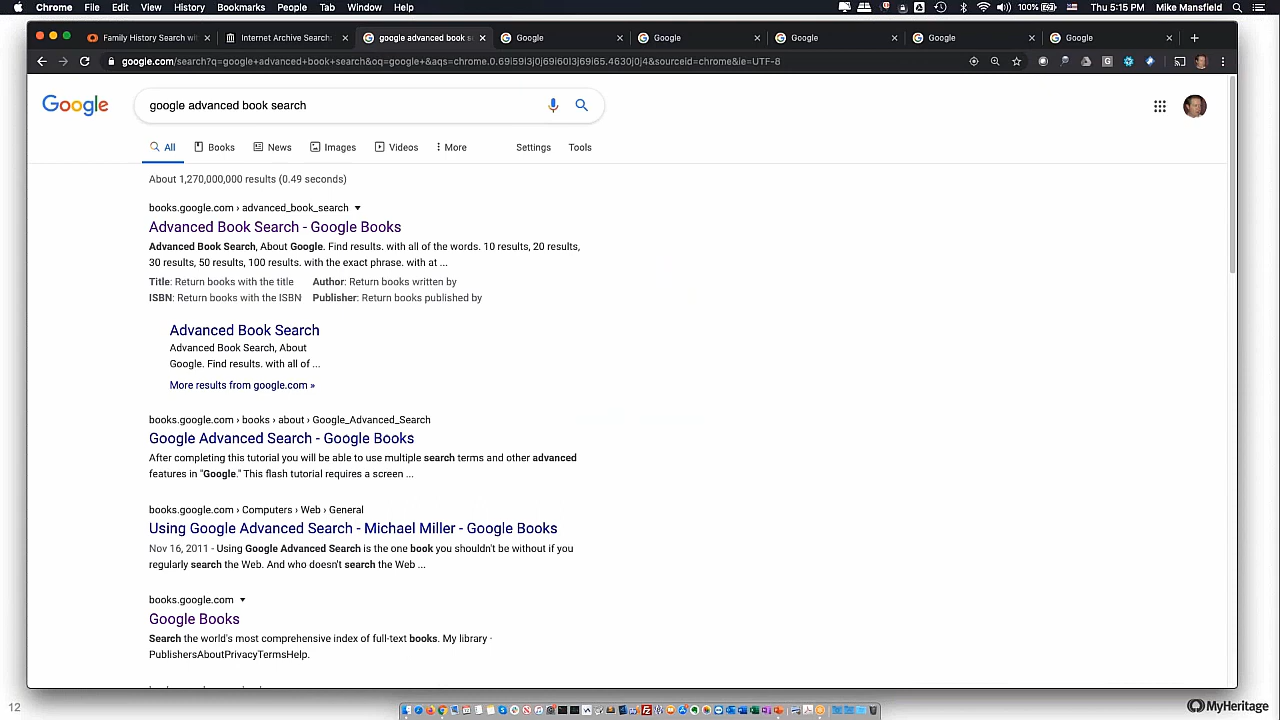 Chrome File Edit View History Bookmarks People Tab Window Help 100% Thu 5:15 PM Mike Mansfield
Family History Search wi Internet Archive Search: google advanced book se Google Google Google Google Google
google.com/search?q=google+advanced+book+search&oq=google+&aqs=chrome.0.69i59l3j0j69i60l3j69i65.4630j0j4&sourceid=chrome&ie=UTF-8
Google google advanced book search
All Books News Images Videos More Settings Tools
About 1,270,000,000 results (0.49 seconds)
books.google.com › advanced_book_search
Advanced Book Search - Google Books
Advanced Book Search, About Google. Find results. with all of the words. 10 results, 20 results,
30 results, 50 results, 100 results. with the exact phrase. with at ...
Title: Return books with the title Author: Return books written by
ISBN: Return books with the ISBN Publisher: Return books published by
Advanced Book Search
Advanced Book Search, About
Google. Find results. with all of ...
More results from google.com »
books.google.com › books › about › Google_Advanced_Search
Google Advanced Search - Google Books
After completing this tutorial you will be able to use multiple search terms and other advanced
features in "Google." This flash tutorial requires a screen ...
books.google.com › Computers › Web › General
Using Google Advanced Search - Michael Miller - Google Books
Nov 16, 2011 - Using Google Advanced Search is the one book you shouldn't be without if you
regularly search the Web. And who doesn't search the Web ...
books.google.com
Google Books
Search the world's most comprehensive index of full-text books. My library -
PublishersAboutPrivacyTermsHelp.
12 MyHeritage